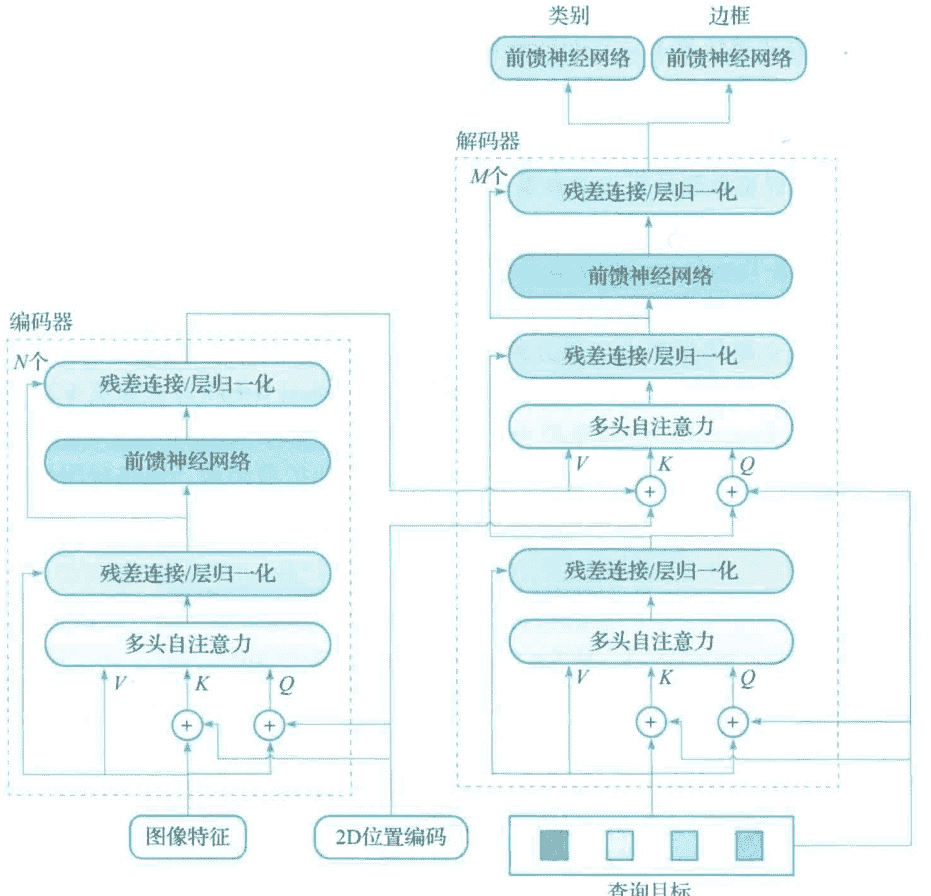 类别 边框
前馈神经网络 前馈神经网络
解码器
M个
残差连接/层归一化
前馈神经网络
残差连接/层归一化
多头自注意力
V K Q
+ +
残差连接/层归一化
多头自注意力
V K Q
+ +
编码器
N个
残差连接/层归一化
前馈神经网络
残差连接/层归一化
多头自注意力
V K Q
+ +
图像特征 2D位置编码
查询目标